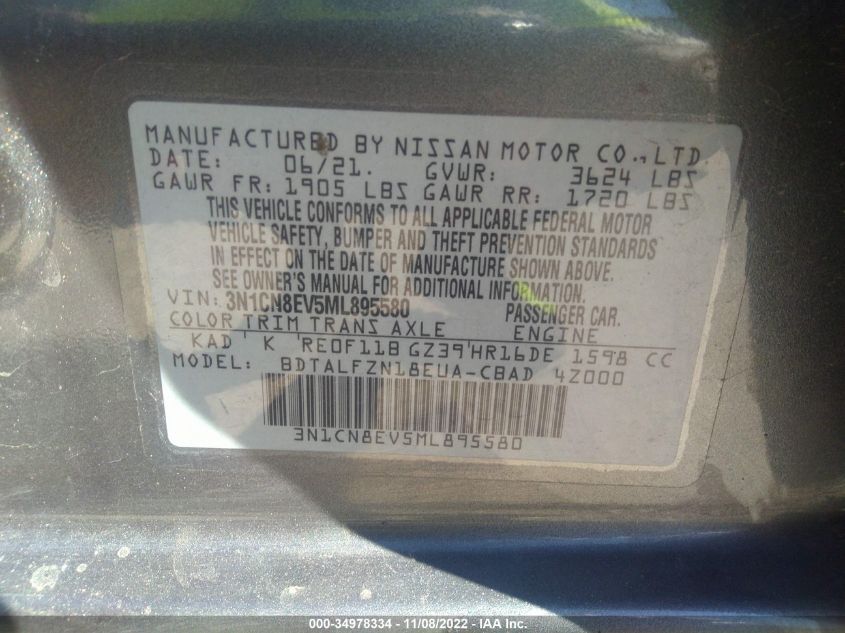 MANUFACTURED BY NISSAN MOTOR CO., LTD.
DATE: 06/21. GVWR: 3624 LBS
GAWR FR: 1905 LBS GAWR RR: 1720 LBS
THIS VEHICLE CONFORMS TO ALL APPLICABLE FEDERAL MOTOR
VEHICLE SAFETY, BUMPER AND THEFT PREVENTION STANDARDS
IN EFFECT ON THE DATE OF MANUFACTURE SHOWN ABOVE.
SEE OWNER'S MANUAL FOR ADDITIONAL INFORMATION.
VIN: 3N1CN8EV5ML895580 PASSENGER CAR.
COLOR TRIM TRANS AXLE ENGINE
KAD K RE0F11B GZ39 HR16DE 1598 CC
MODEL: BDTALFZN18EUA-CBAD 4Z000
3N1CN8EV5ML895580
000-34978334 - 11/08/2022 - IAA Inc.